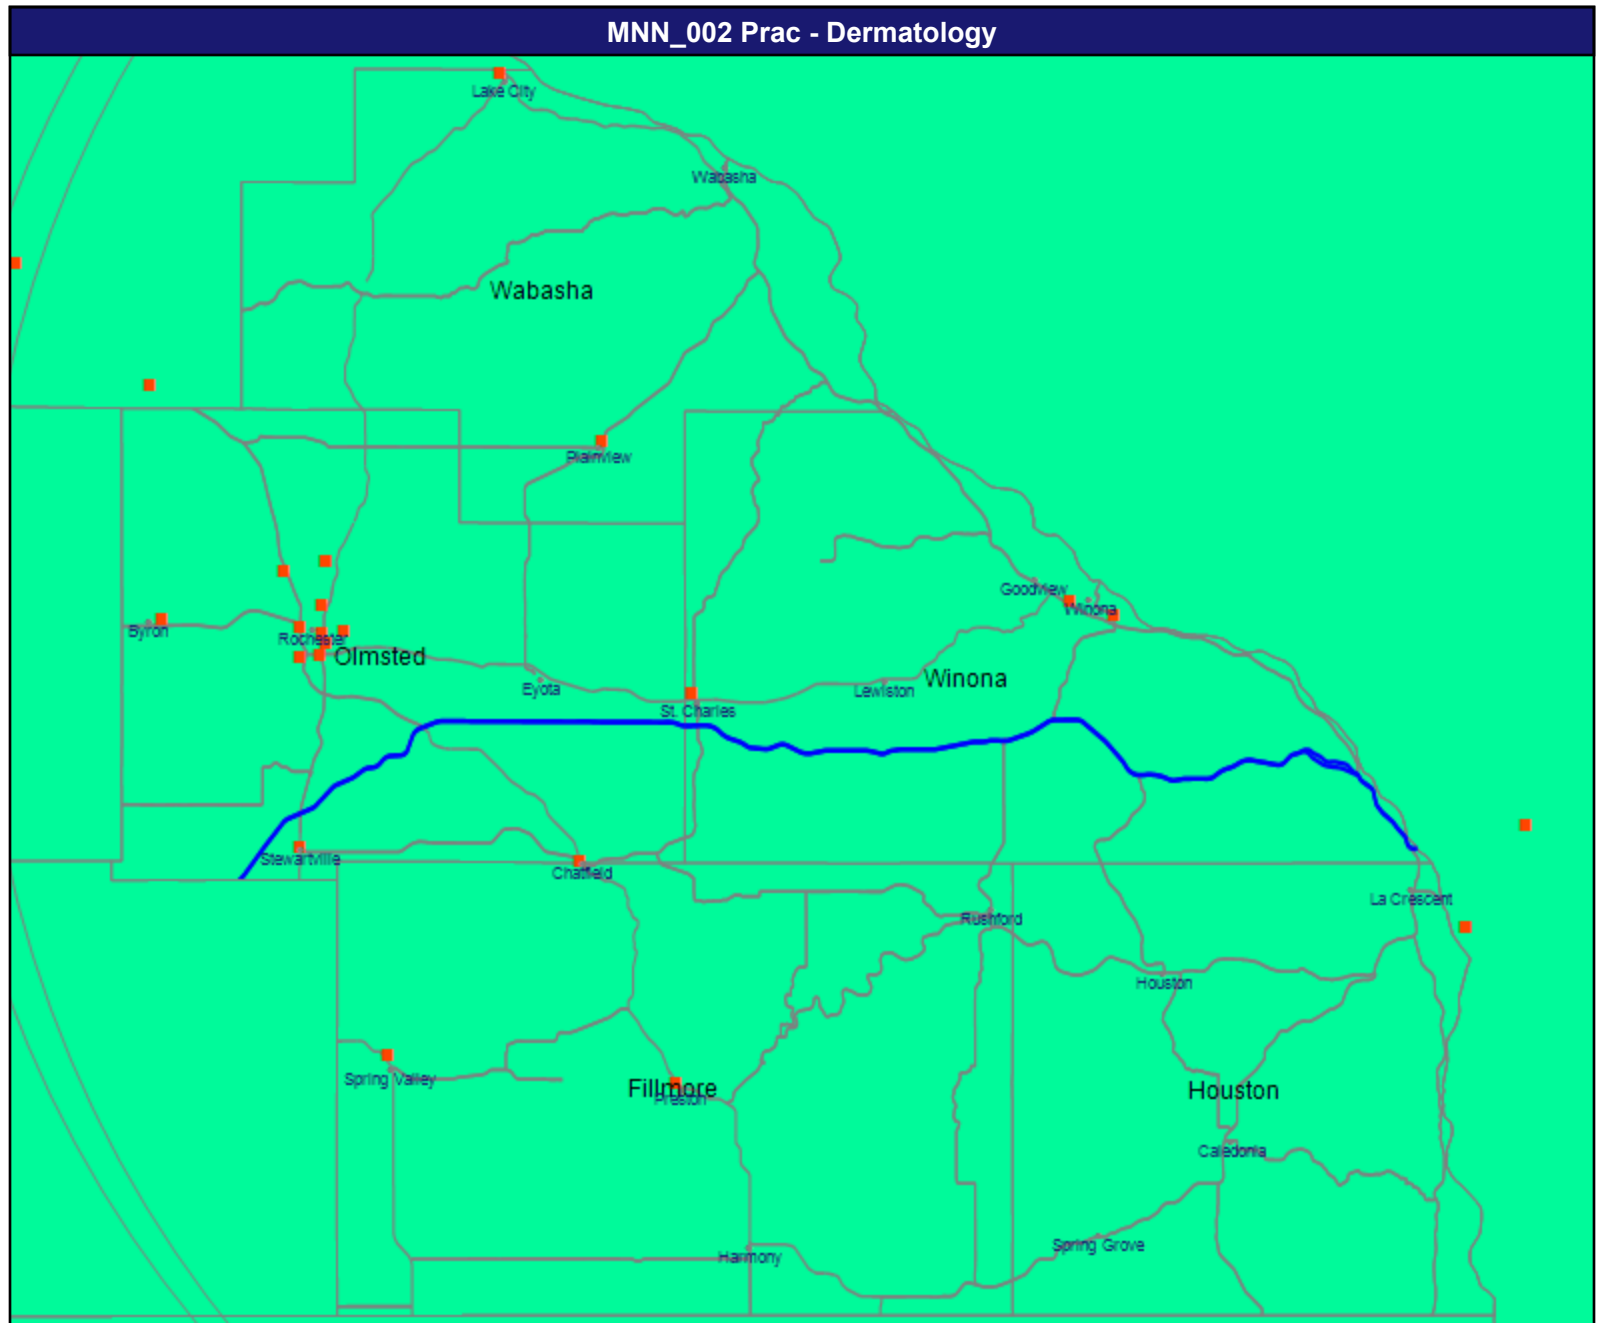 MNN_002 Prac - Dermatology
Lake City
Wabasha
Wabasha
Plainview
Goodview
Winona
Byron
Rochester
Olmsted
Winona
Eyota
Lewiston
St. Charles
Stewartville
Chatfield
La Crescent
Rushford
Houston
Spring Valley
Fillmore
Preston
Houston
Caledonia
Spring Grove
Harmony